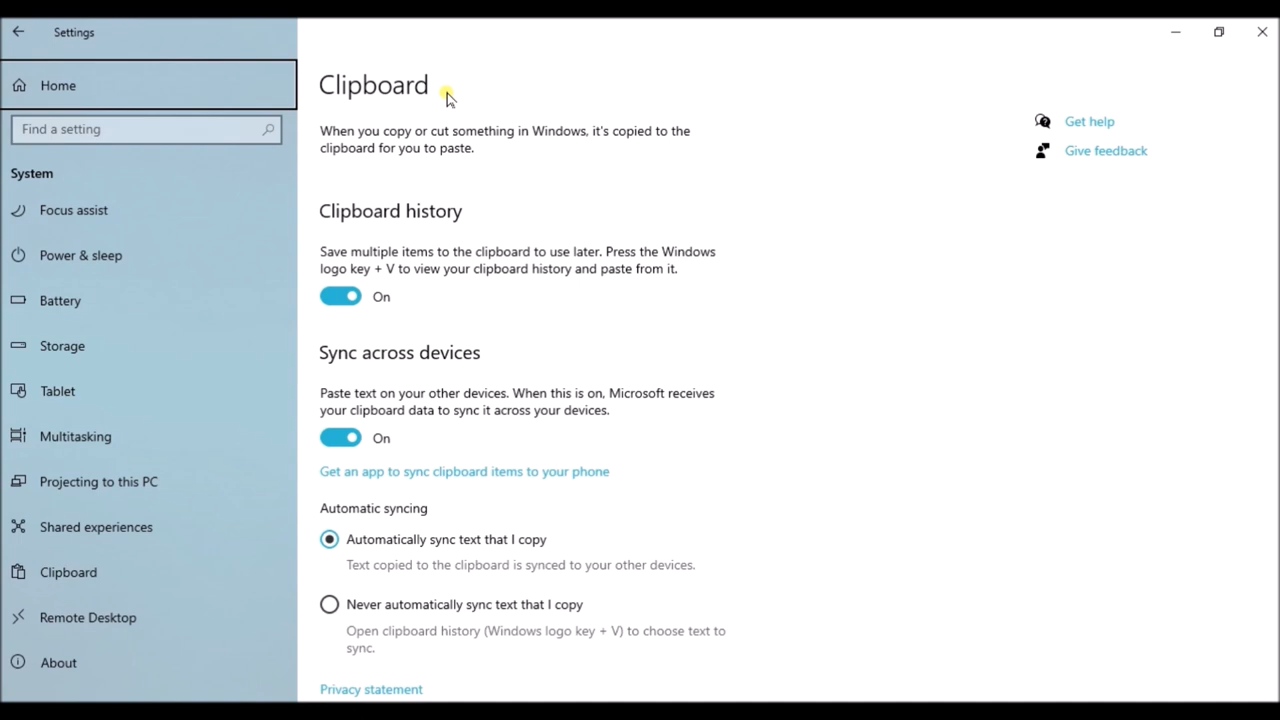 Settings
Home
Find a setting
System
Focus assist
Power & sleep
Battery
Storage
Tablet
Multitasking
Projecting to this PC
Shared experiences
Clipboard
Remote Desktop
About
Clipboard
When you copy or cut something in Windows, it's copied to the
clipboard for you to paste.
Clipboard history
Save multiple items to the clipboard to use later. Press the Windows
logo key + V to view your clipboard history and paste from it.
On
Sync across devices
Paste text on your other devices. When this is on, Microsoft receives
your clipboard data to sync it across your devices.
On
Get an app to sync clipboard items to your phone
Automatic syncing
Automatically sync text that I copy
Text copied to the clipboard is synced to your other devices.
Never automatically sync text that I copy
Open clipboard history (Windows logo key + V) to choose text to
sync.
Privacy statement
Get help
Give feedback